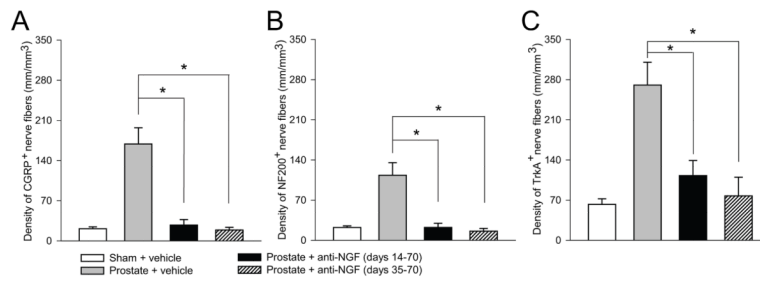 A
B
C
Density of CGRP+ nerve fibers (mm/mm3)
350
280
210
140
70
0
*
*
Density of NF200+ nerve fibers (mm/mm3)
350
280
210
140
70
0
*
*
Density of TrkA+ nerve fibers (mm/mm3)
350
280
210
140
70
0
*
*
Sham + vehicle
Prostate + vehicle
Prostate + anti-NGF (days 14-70)
Prostate + anti-NGF (days 35-70)